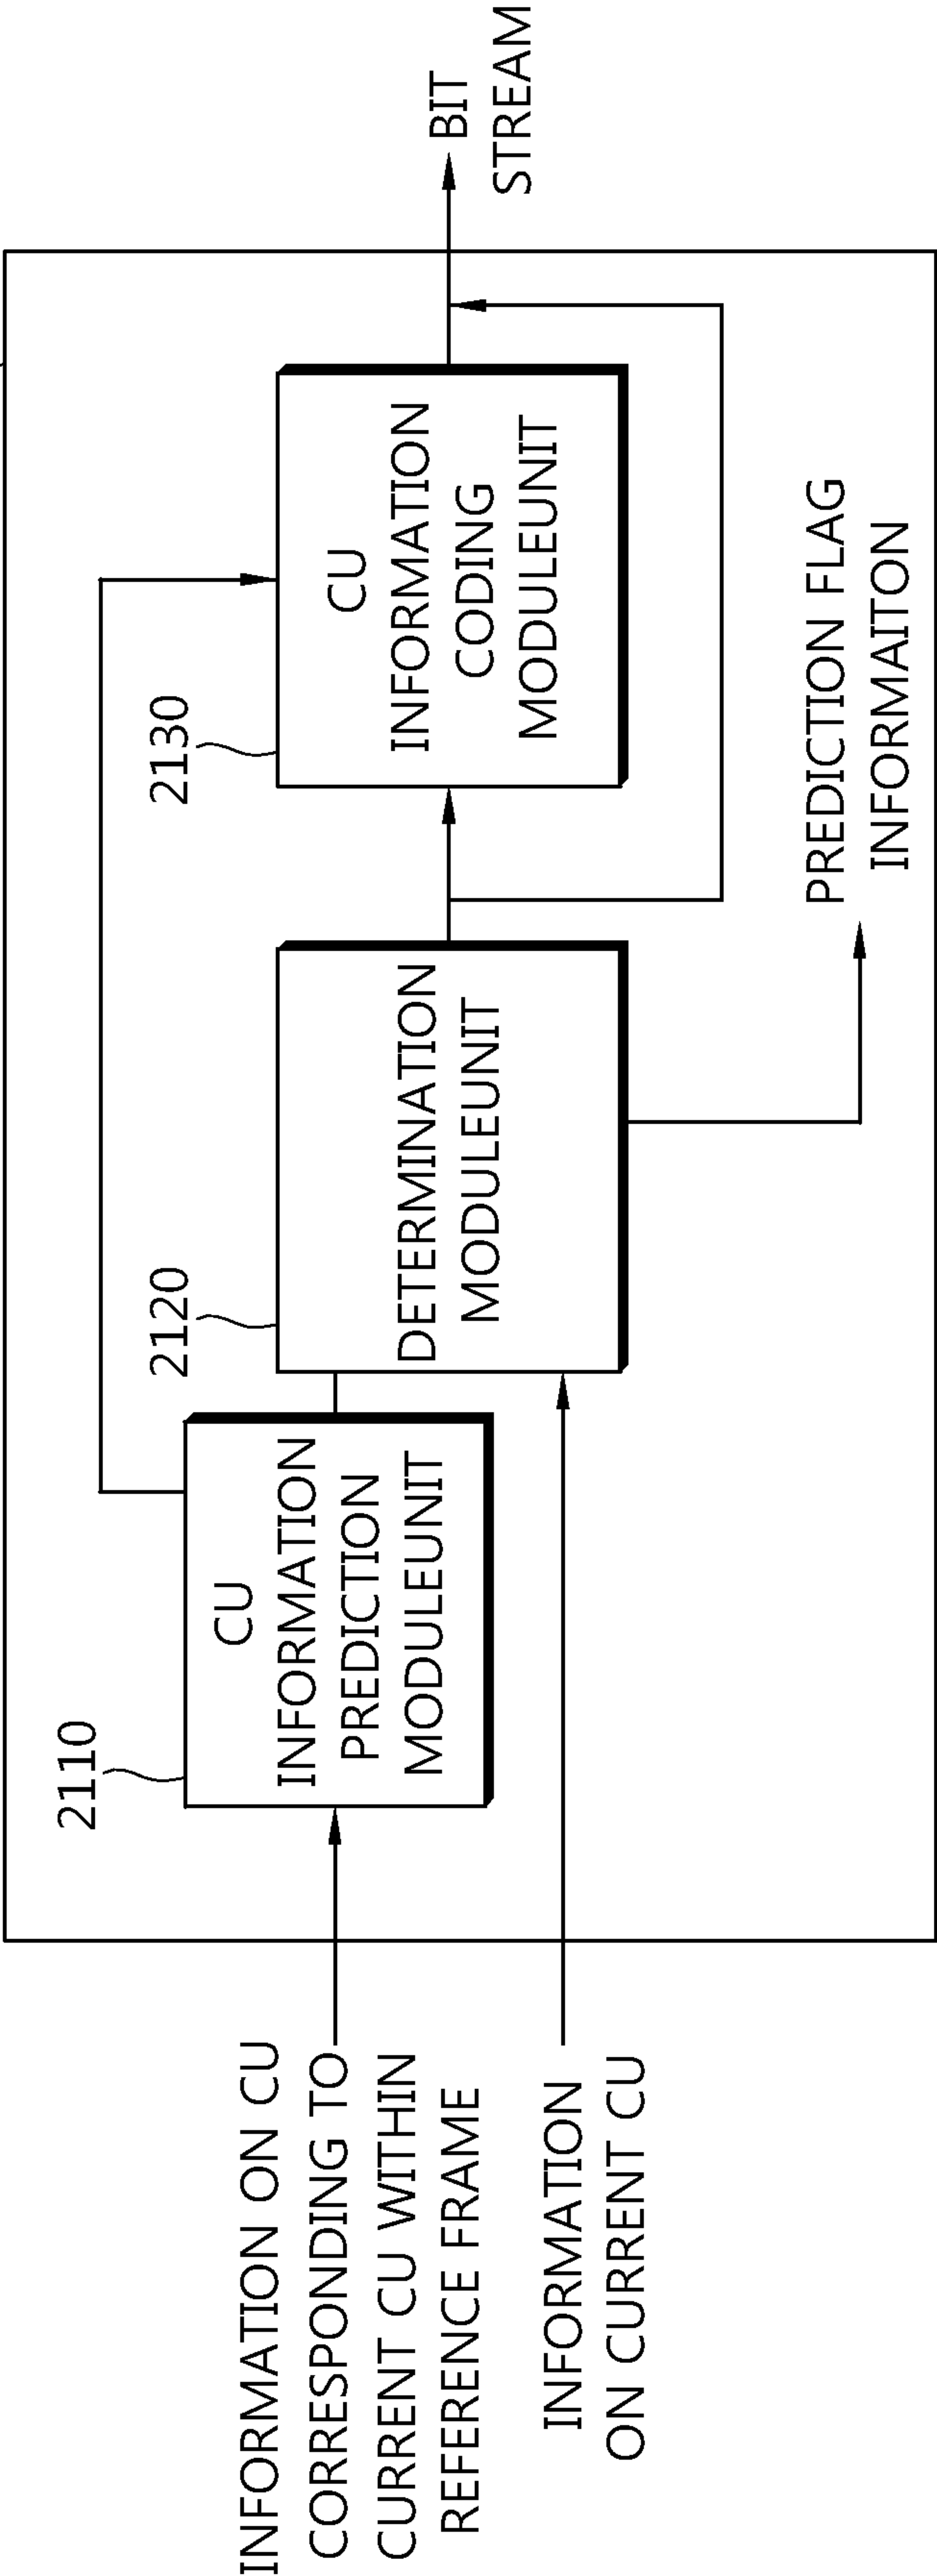 INFORMATION ON CU
CORRESPONDING TO
CURRENT CU WITHIN
REFERENCE FRAME
INFORMATION
ON CURRENT CU
2110
CU
INFORMATION
PREDICTION
MODULEUNIT
2120
DETERMINATION
MODULEUNIT
2130
CU
INFORMATION
CODING
MODULEUNIT
PREDICTION FLAG
INFORMAITON
BIT
STREAM